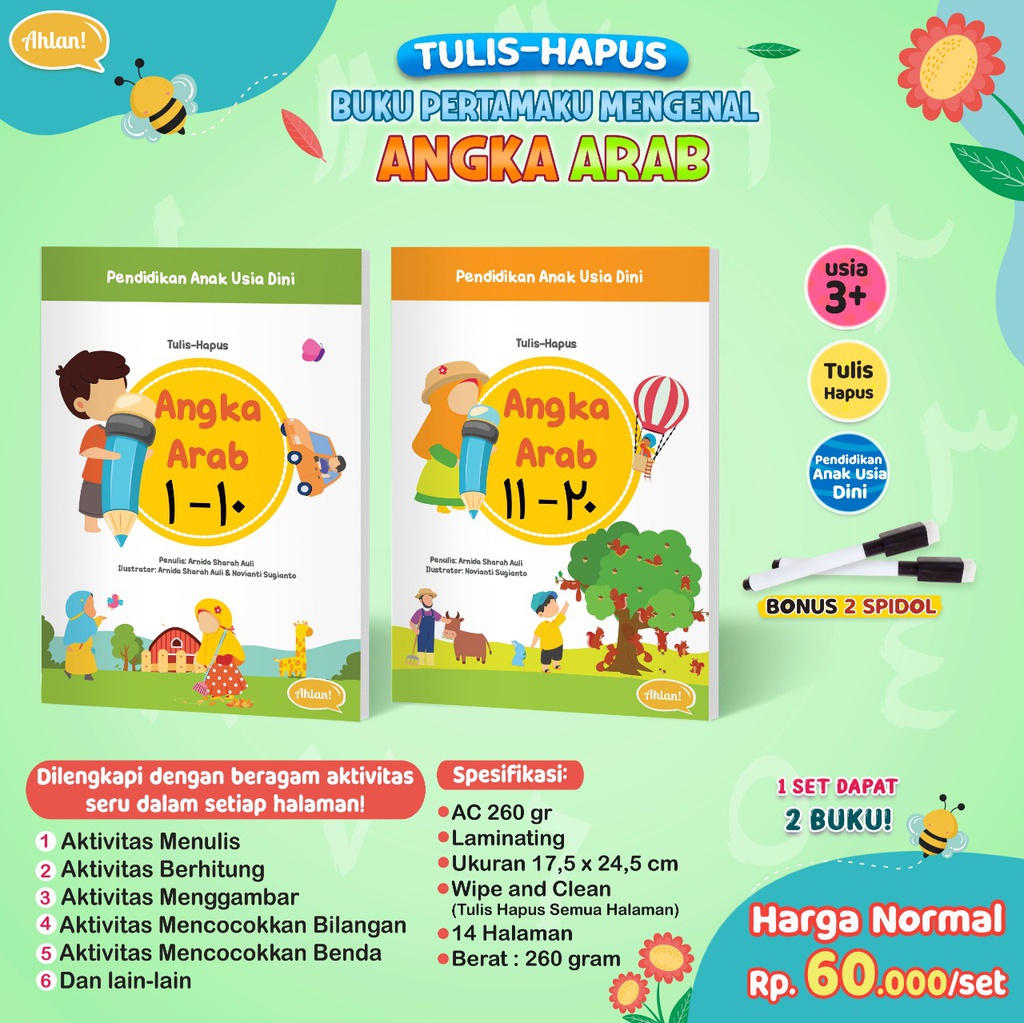 Ahlan!
TULIS-HAPUS
BUKU PERTAMAKU MENGENAL
ANGKA ARAB
Pendidikan Anak Usia Dini
Tulis-Hapus
Angka
Arab
١-١٠
Penulis: Arnida Sharah Auli
Ilustrator: Arnida Sharah Auli & Novianti Sugianto
Ahlan!
Pendidikan Anak Usia Dini
Tulis-Hapus
Angka
Arab
١١-٢٠
Penulis: Arnida Sharah Auli
Ilustrator: Novianti Sugianto
Ahlan!
usia
3+
Tulis
Hapus
Pendidikan
Anak Usia
Dini
BONUS 2 SPIDOL
Dilengkapi dengan beragam aktivitas
seru dalam setiap halaman!
1 Aktivitas Menulis
2 Aktivitas Berhitung
3 Aktivitas Menggambar
4 Aktivitas Mencocokkan Bilangan
5 Aktivitas Mencocokkan Benda
6 Dan lain-lain
Spesifikasi:
AC 260 gr
Laminating
Ukuran 17,5 x 24,5 cm
Wipe and Clean
(Tulis Hapus Semua Halaman)
14 Halaman
Berat : 260 gram
1 SET DAPAT
2 BUKU!
Harga Normal
Rp. 60.000/set